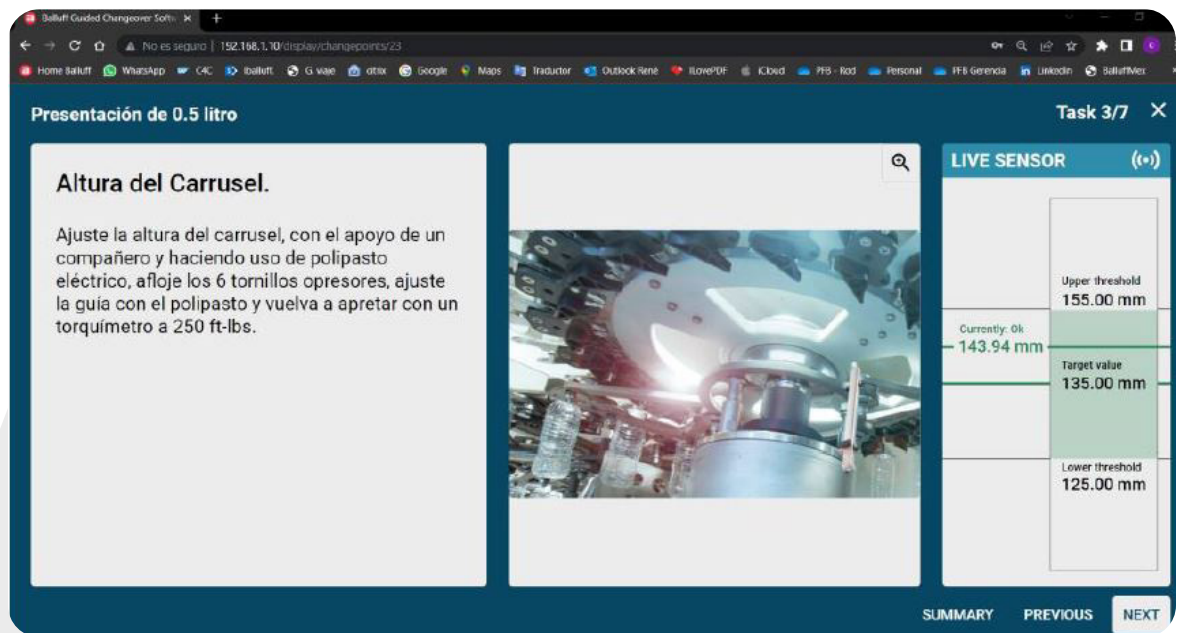 Balluff Guided Changeover Softw
No es seguro | 192.168.1.10/display/changepoints/23
Home Balluff WhatsApp C4C iballuff G viaje Google Maps Traductor Outlook Rene ILovePDF iCloud PFB - Rod Personal PFB Gerencia Linkedin BalluffMex
Presentación de 0.5 litro
Task 3/7
Altura del Carrusel.
Ajuste la altura del carrusel, con el apoyo de un
compañero y haciendo uso de polipasto
eléctrico, afloje los 6 tornillos opresores, ajuste
la guía con el polipasto y vuelva a apretar con un
torquímetro a 250 ft-lbs.
LIVE SENSOR
Upper threshold
155.00 mm
Currently: Ok
143.94 mm
Target value
135.00 mm
Lower threshold
125.00 mm
SUMMARY PREVIOUS NEXT